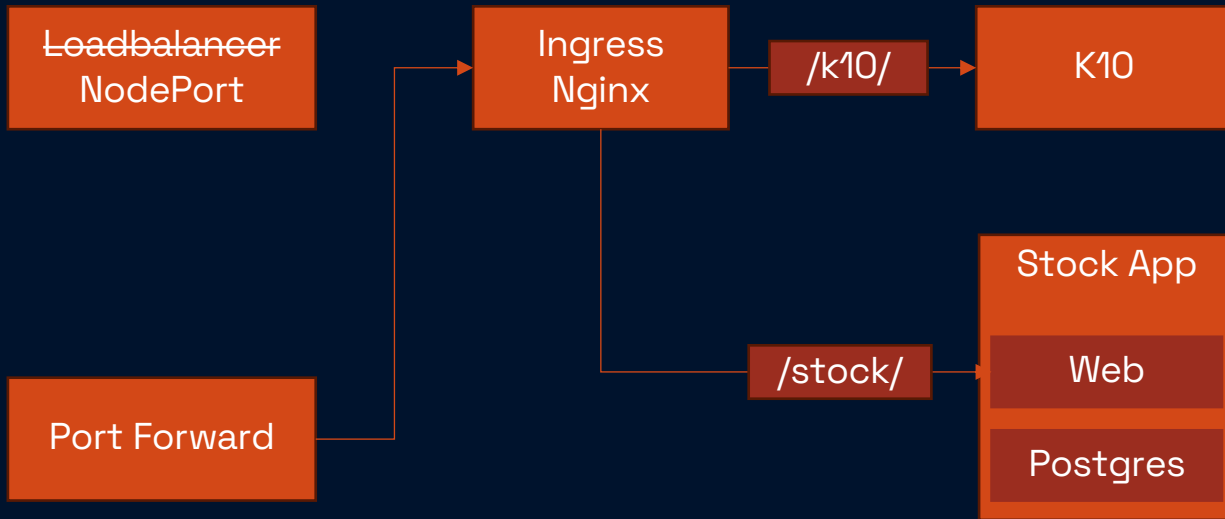 Loadbalancer
NodePort
Ingress
Nginx
/k10/
K10
Stock App
/stock/
Web
Port Forward
Postgres